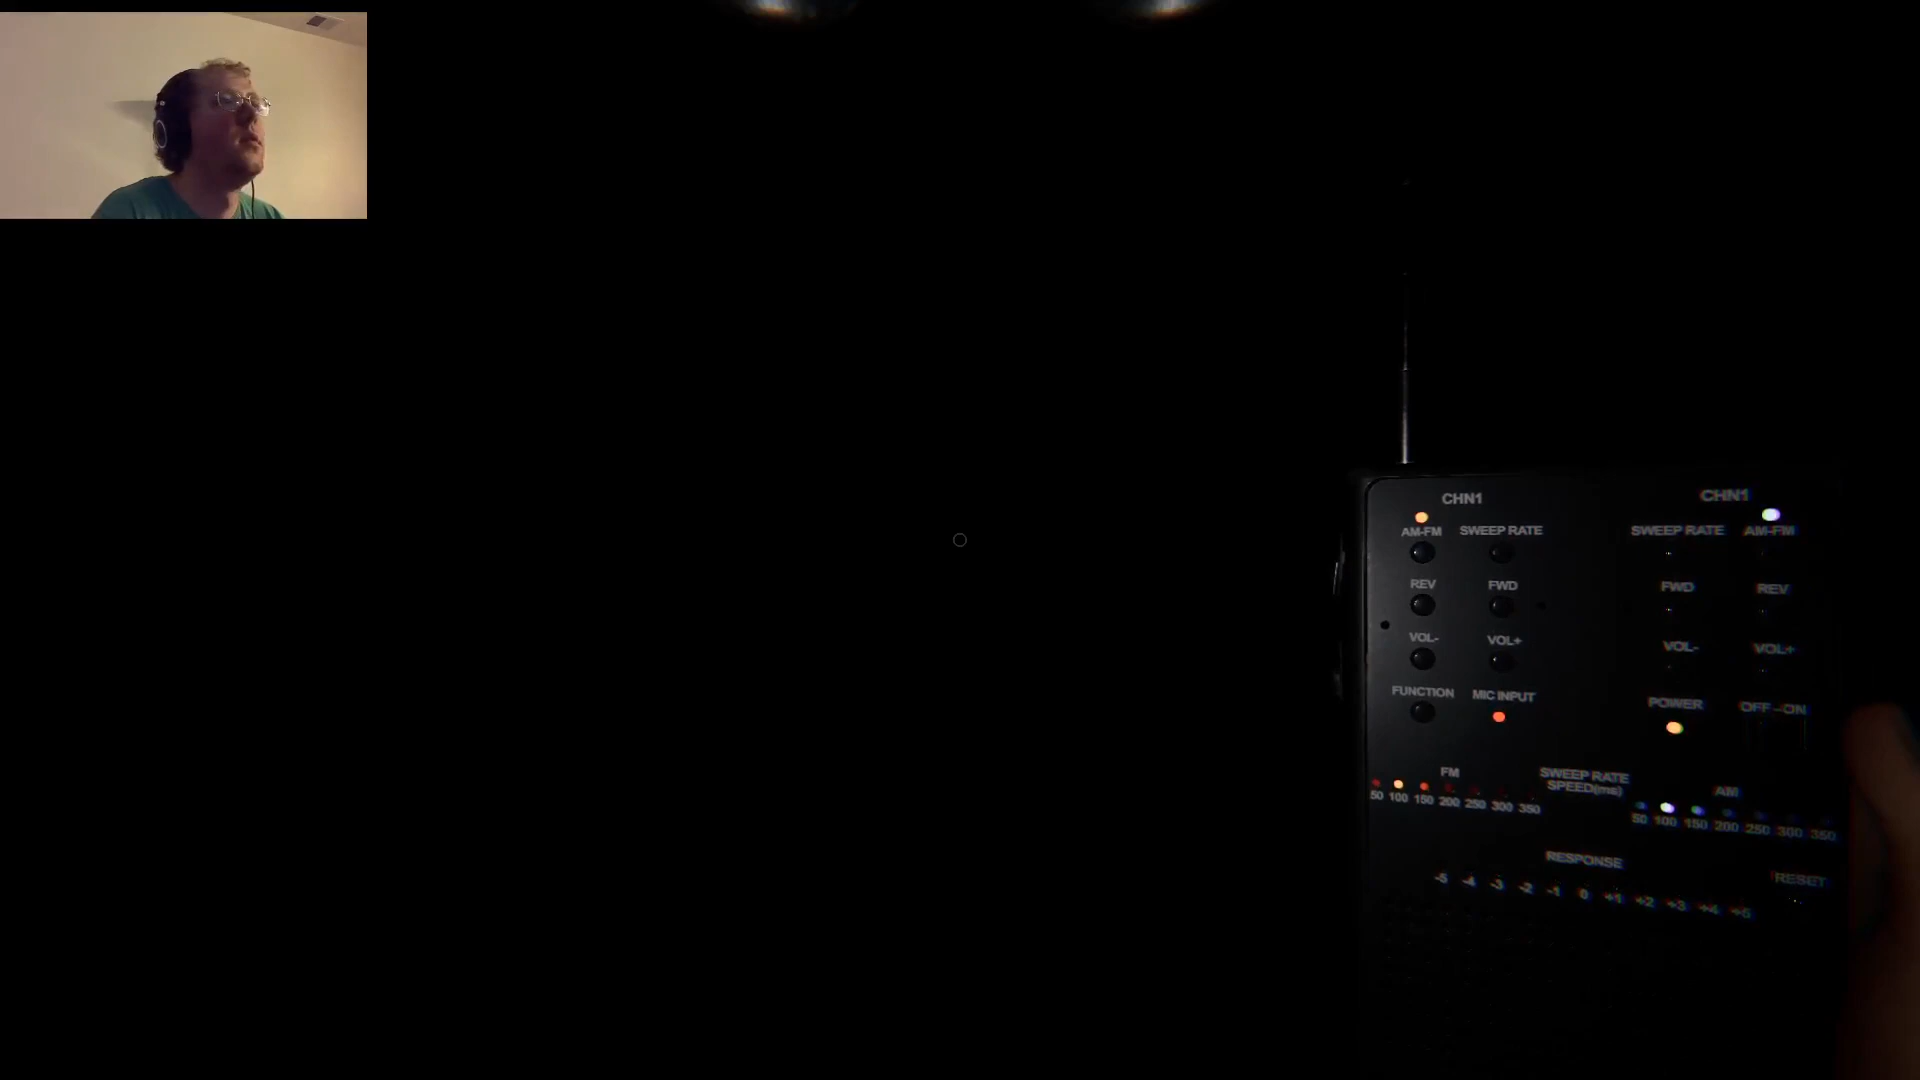 CHN1 CHN1
AM-FM SWEEP RATE SWEEP RATE AM-FM
REV FWD FWD REV
VOL- VOL+ VOL- VOL+
FUNCTION MIC INPUT POWER OFF-ON
FM SWEEP RATE AM
SPEED(ms)
50 100 150 200 250 300 350 50 100 150 200 250 300 350
RESPONSE
-5 -4 -3 -2 -1 0 +1 +2 +3 +4 +5 RESET